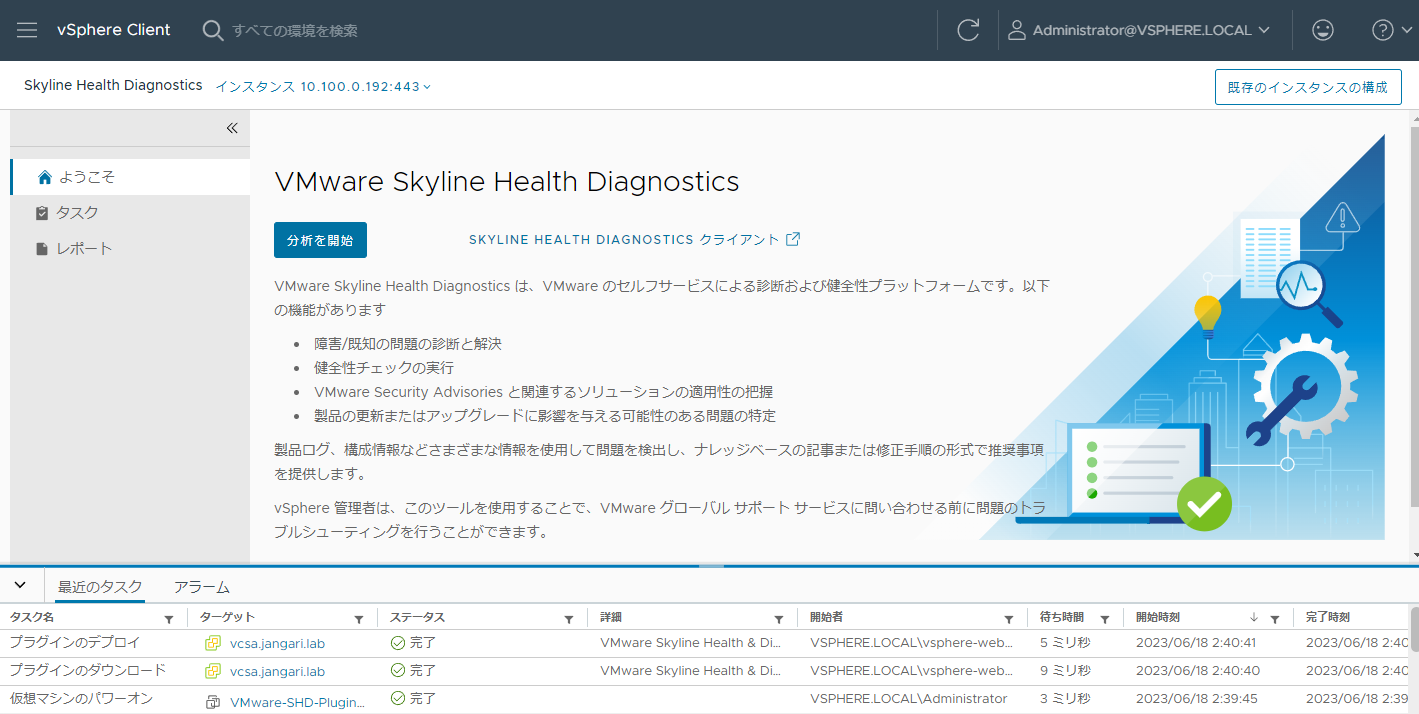 vSphere Client すべての環境を検索 Administrator@VSPHERE.LOCAL
Skyline Health Diagnostics インスタンス 10.100.0.192:443 既存のインスタンスの構成
ようこそ
タスク
レポート
VMware Skyline Health Diagnostics
分析を開始 SKYLINE HEALTH DIAGNOSTICS クライアント
VMware Skyline Health Diagnostics は、VMware のセルフサービスによる診断および健全性プラットフォームです。以下
の機能があります
• 障害/既知の問題の診断と解決
• 健全性チェックの実行
• VMware Security Advisories と関連するソリューションの適用性の把握
• 製品の更新またはアップグレードに影響を与える可能性のある問題の特定
製品ログ、構成情報などさまざまな情報を使用して問題を検出し、ナレッジベースの記事または修正手順の形式で推奨事項
を提供します。
vSphere 管理者は、このツールを使用することで、VMware グローバル サポート サービスに問い合わせる前に問題のトラ
ブルシューティングを行うことができます。
最近のタスク アラーム
タスク名 ターゲット ステータス 詳細 開始者 待ち時間 開始時刻 完了時刻
プラグインのデプロイ vcsa.jangari.lab 完了 VMware Skyline Health & Di... VSPHERE.LOCAL\vsphere-web... 5 ミリ秒 2023/06/18 2:40:41 2023/06/18 2:40
プラグインのダウンロード vcsa.jangari.lab 完了 VMware Skyline Health & Di... VSPHERE.LOCAL\vsphere-web... 9 ミリ秒 2023/06/18 2:40:40 2023/06/18 2:40
仮想マシンのパワーオン VMware-SHD-Plugin... 完了 VSPHERE.LOCAL\Administrator 3 ミリ秒 2023/06/18 2:39:45 2023/06/18 2:39